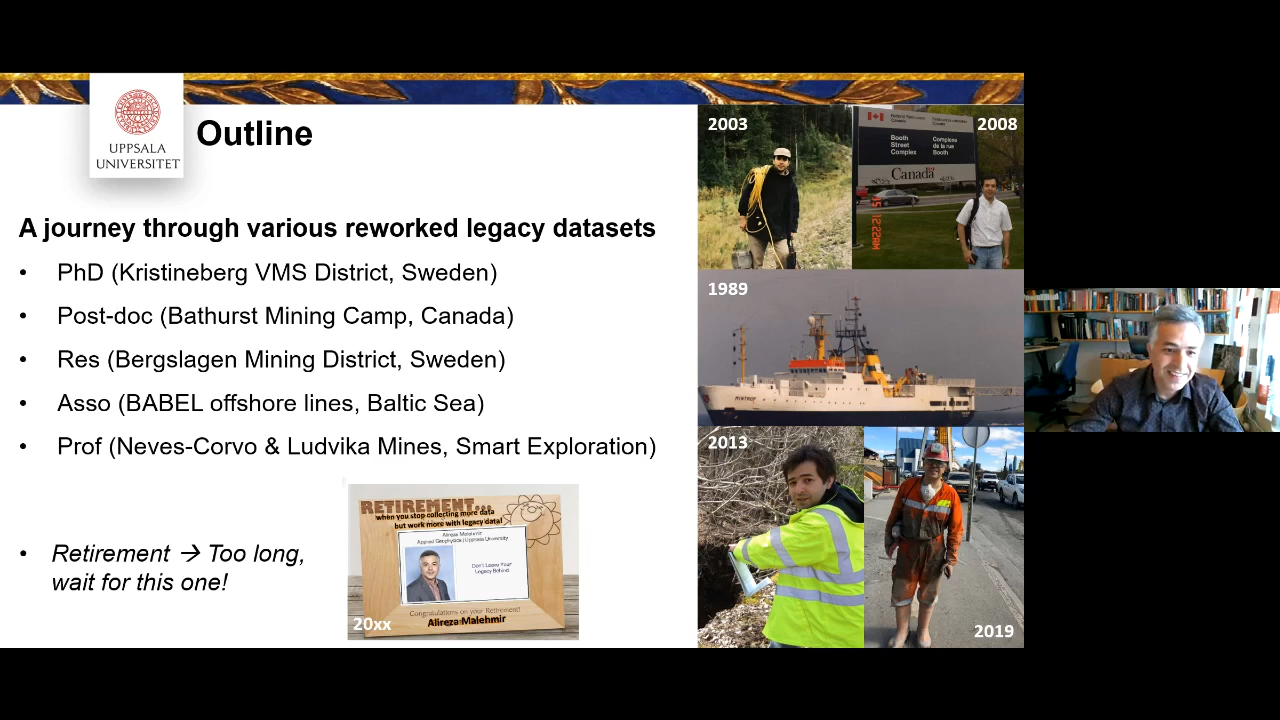 UPPSALA
UNIVERSITET
Outline
A journey through various reworked legacy datasets
• PhD (Kristineberg VMS District, Sweden)
• Post-doc (Bathurst Mining Camp, Canada)
• Res (Bergslagen Mining District, Sweden)
• Asso (BABEL offshore lines, Baltic Sea)
• Prof (Neves-Corvo & Ludvika Mines, Smart Exploration)
• Retirement → Too long,
wait for this one!
RETIREMENT...
when you stop collecting more data
but work more with legacy data!
Alireza Malehmir
Applied Geophysics | Uppsala University
Don't Leave Your
Legacy Behind
Congratulations on your Retirement!
Alireza Malehmir
20xx
2003
2008
Booth
Street
Complex
Complexe
de la rue
Booth
Canada
1989
MINTROP
2013
2019